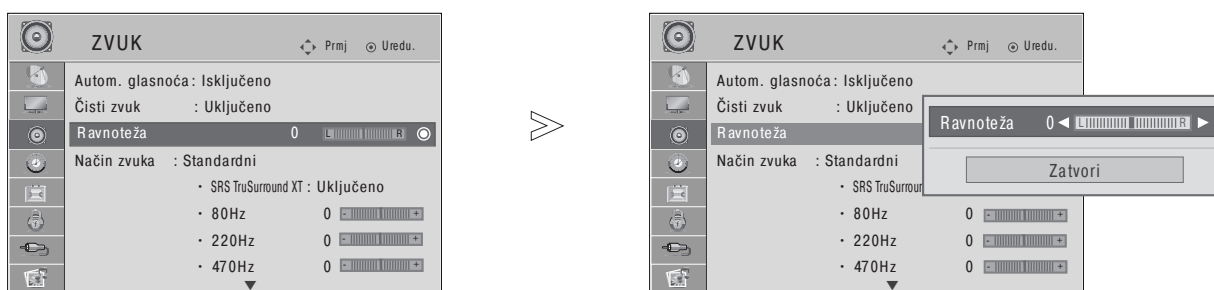 ZVUK
Prmj
Uredu.
Autom. glasnoća : Isključeno
Čisti zvuk : Uključeno
Ravnoteža 0 L R
Način zvuka : Standardni
• SRS TruSurround XT : Uključeno
• 80Hz 0 - +
• 220Hz 0 - +
• 470Hz 0 - +
ZVUK
Prmj
Uredu.
Autom. glasnoća : Isključeno
Čisti zvuk : Uključeno
Ravnoteža
Način zvuka : Standardni
• SRS TruSurroun
• 80Hz 0 - +
• 220Hz 0 - +
• 470Hz 0 - +
Ravnoteža 0 L R
Zatvori